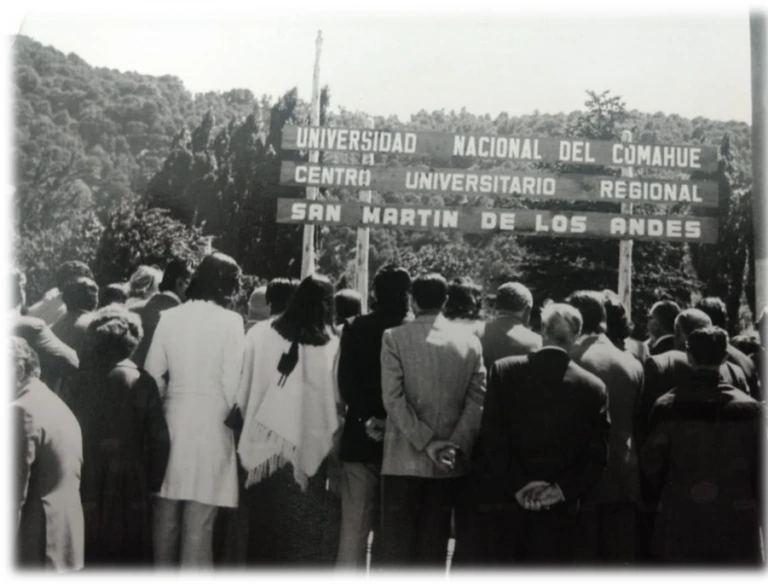 UNIVERSIDAD NACIONAL DEL COMAHUE
CENTRO UNIVERSITARIO REGIONAL
SAN MARTIN DE LOS ANDES